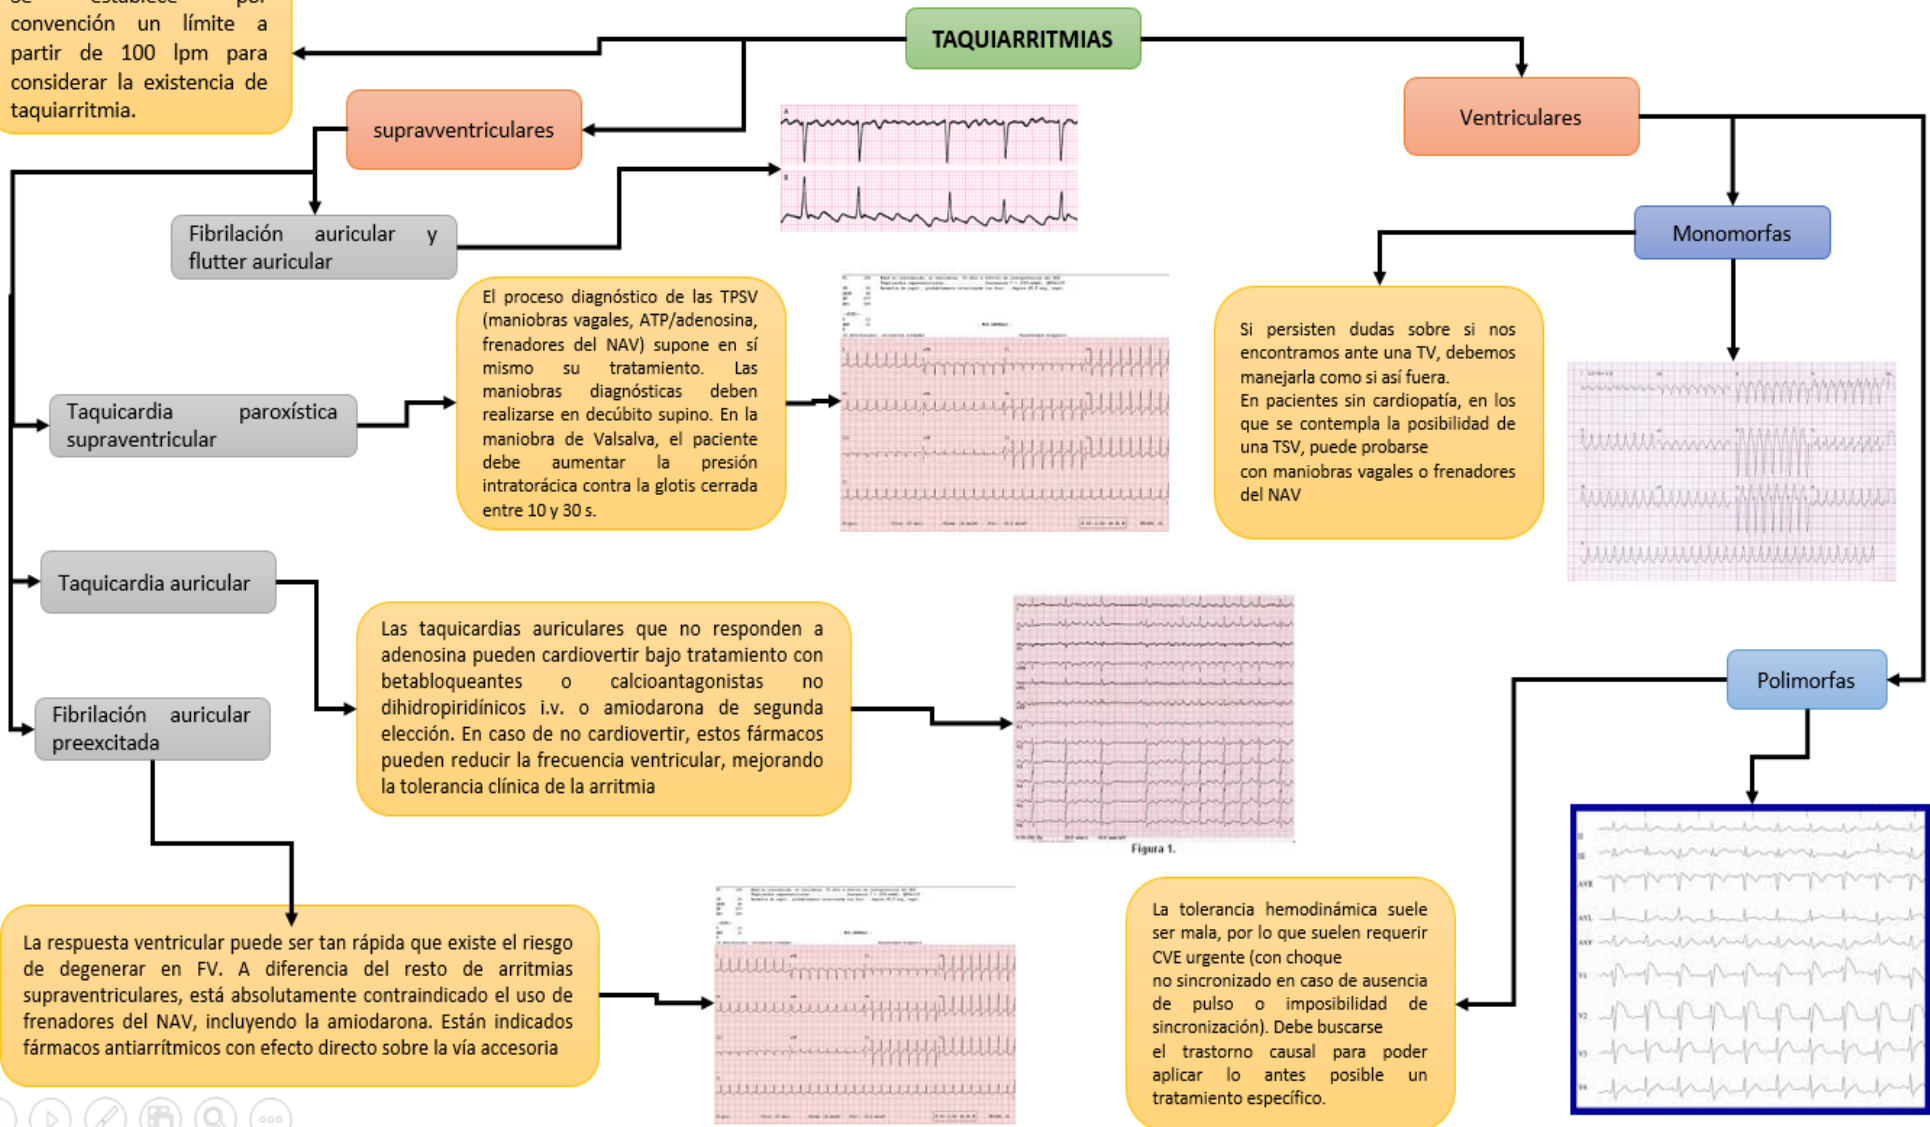 convención un límite a
partir de 100 lpm para
considerar la existencia de
taquiarritmia.
TAQUIARRITMIAS
supravventriculares
Ventriculares
A
B
Fibrilación auricular y
flutter auricular
Monomorfas
El proceso diagnóstico de las TPSV
(maniobras vagales, ATP/adenosina,
frenadores del NAV) supone en sí
mismo su tratamiento. Las
maniobras diagnósticas deben
realizarse en decúbito supino. En la
maniobra de Valsalva, el paciente
debe aumentar la presión
intratorácica contra la glotis cerrada
entre 10 y 30 s.
Si persisten dudas sobre si nos
encontramos ante una TV, debemos
manejarla como si así fuera.
En pacientes sin cardiopatía, en los
que se contempla la posibilidad de
una TSV, puede probarse
con maniobras vagales o frenadores
del NAV
Taquicardia paroxística
supraventricular
Taquicardia auricular
Las taquicardias auriculares que no responden a
adenosina pueden cardiovertir bajo tratamiento con
betabloqueantes o calcioantagonistas no
dihidropiridínicos i.v. o amiodarona de segunda
elección. En caso de no cardiovertir, estos fármacos
pueden reducir la frecuencia ventricular, mejorando
la tolerancia clínica de la arritmia
Figura 1.
Polimorfas
Fibrilación auricular
preexcitada
La respuesta ventricular puede ser tan rápida que existe el riesgo
de degenerar en FV. A diferencia del resto de arritmias
supraventriculares, está absolutamente contraindicado el uso de
frenadores del NAV, incluyendo la amiodarona. Están indicados
fármacos antiarrítmicos con efecto directo sobre la vía accesoria
La tolerancia hemodinámica suele
ser mala, por lo que suelen requerir
CVE urgente (con choque
no sincronizado en caso de ausencia
de pulso o imposibilidad de
sincronización). Debe buscarse
el trastorno causal para poder
aplicar lo antes posible un
tratamiento específico.
II
III
AVR
AVL
AVF
V1
V2
V3
V4